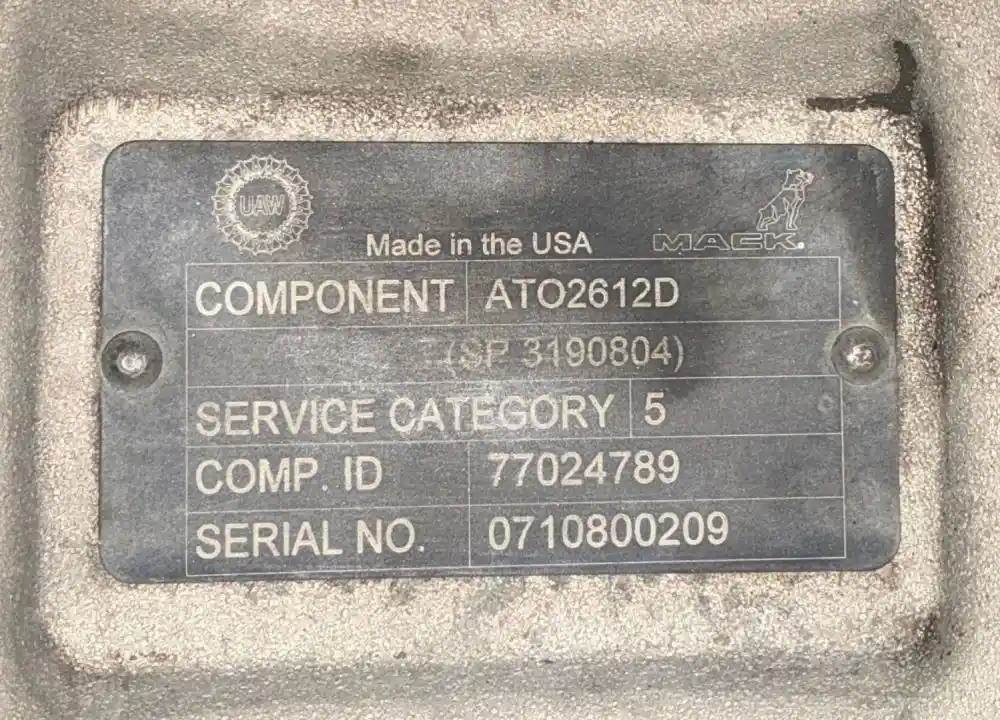 UAW
Made in the USA
MACK.
COMPONENT ATO2612D
(SP 3190804)
SERVICE CATEGORY 5
COMP. ID 77024789
SERIAL NO. 0710800209